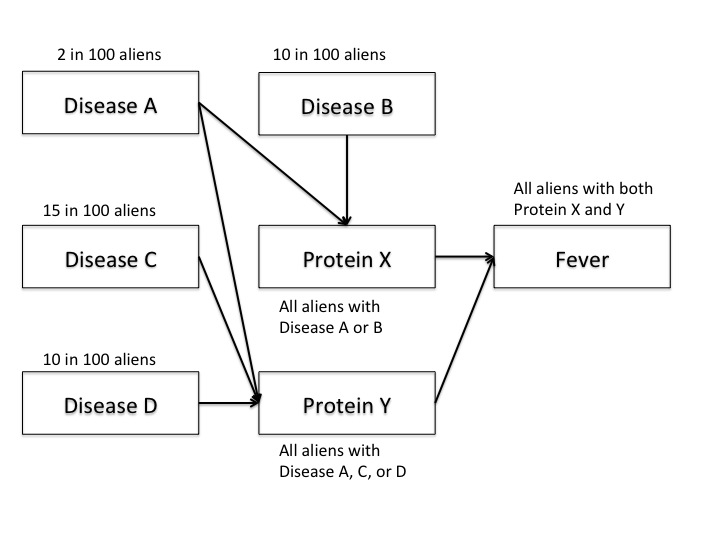 2 in 100 aliens
10 in 100 aliens
Disease A
Disease B
All aliens with both
Protein X and Y
15 in 100 aliens
Disease C
Protein X
Fever
All aliens with
Disease A or B
10 in 100 aliens
Disease D
Protein Y
All aliens with
Disease A, C, or D